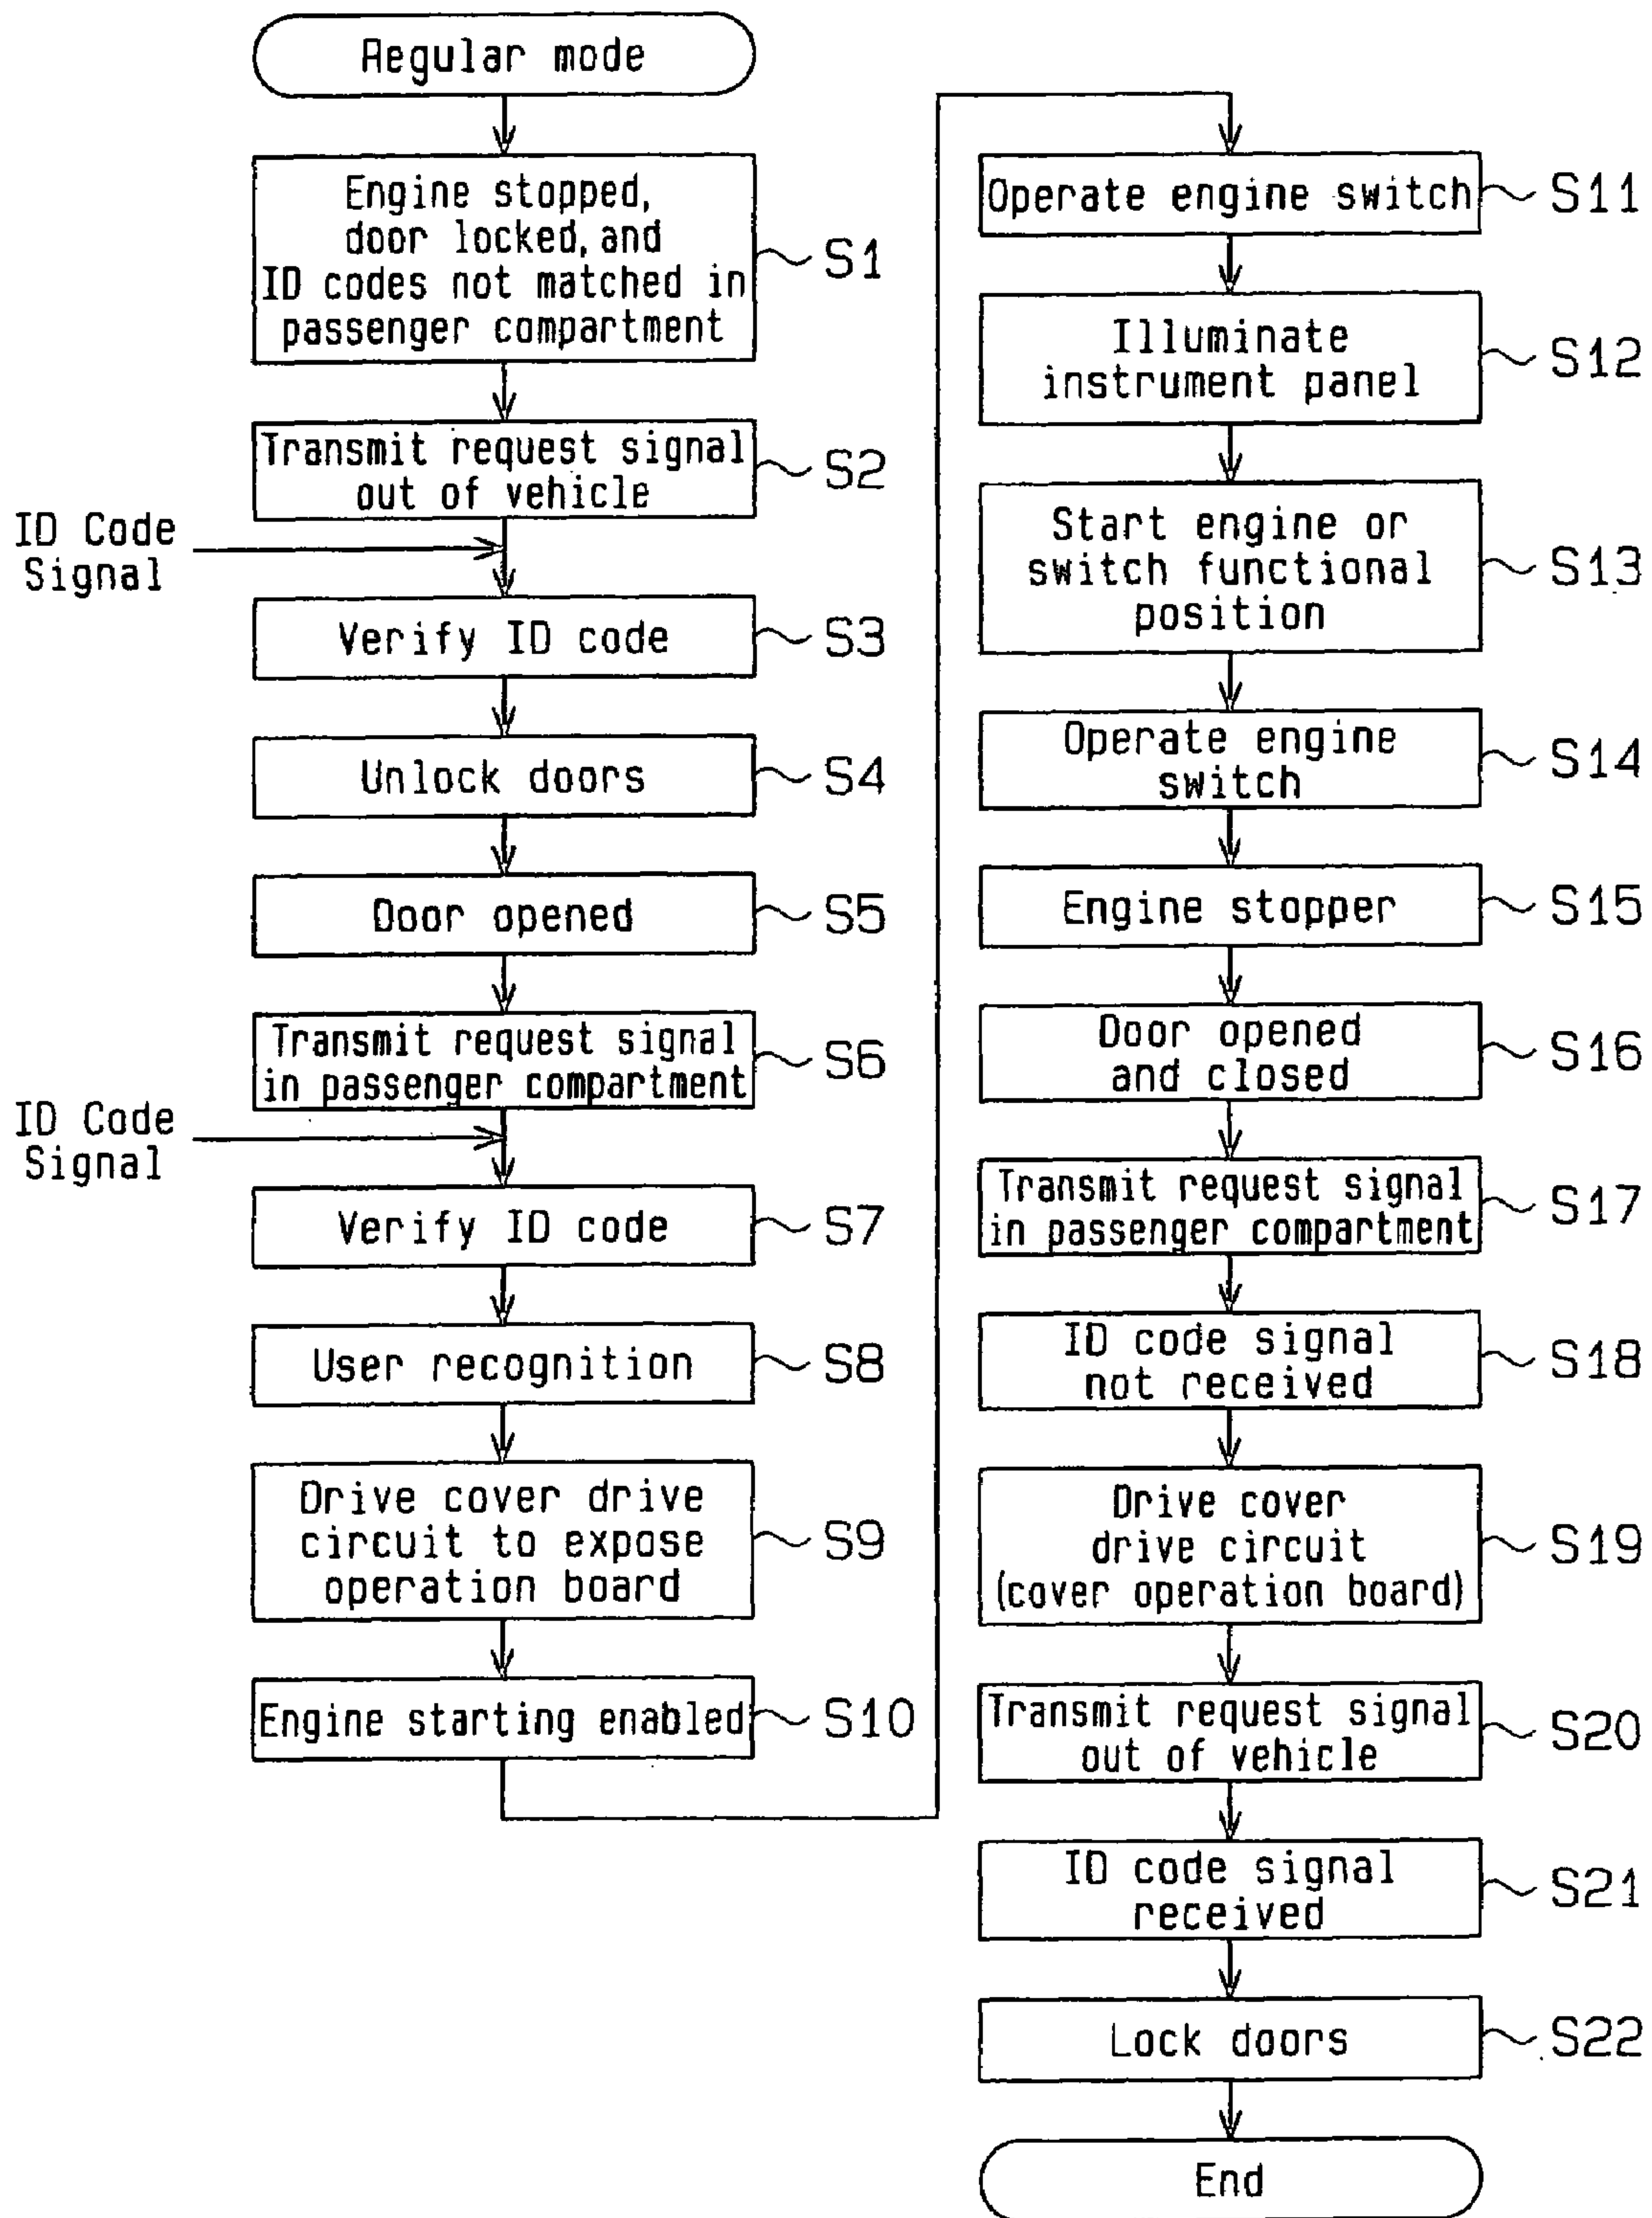 Regular mode
Engine stopped,
door locked, and
ID codes not matched in
passenger compartment
S1
Transmit request signal
out of vehicle
S2
ID Code
Signal
Verify ID code
S3
Unlock doors
S4
Door opened
S5
Transmit request signal
in passenger compartment
S6
ID Code
Signal
Verify ID code
S7
User recognition
S8
Drive cover drive
circuit to expose
operation board
S9
Engine starting enabled
S10
Operate engine switch
S11
Illuminate
instrument panel
S12
Start engine or
switch functional
position
S13
Operate engine
switch
S14
Engine stopper
S15
Door opened
and closed
S16
Transmit request signal
in passenger compartment
S17
ID code signal
not received
S18
Drive cover
drive circuit
(cover operation board)
S19
Transmit request signal
out of vehicle
S20
ID code signal
received
S21
Lock doors
S22
End